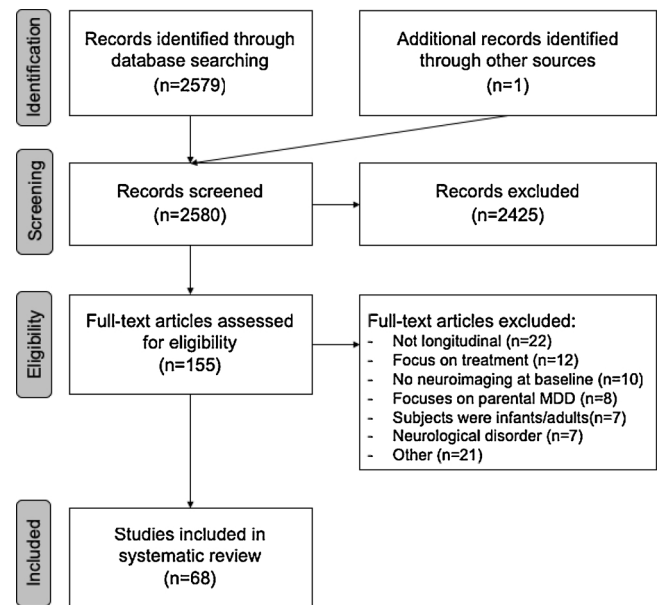 Identification
Records identified through
database searching
(n=2579)
Additional records identified
through other sources
(n=1)
Screening
Records screened
(n=2580)
Records excluded
(n=2425)
Eligibility
Full-text articles assessed
for eligibility
(n=155)
Full-text articles excluded:
- Not longitudinal (n=22)
- Focus on treatment (n=12)
- No neuroimaging at baseline (n=10)
- Focuses on parental MDD (n=8)
- Subjects were infants/adults(n=7)
- Neurological disorder (n=7)
- Other (n=21)
Included
Studies included in
systematic review
(n=68)